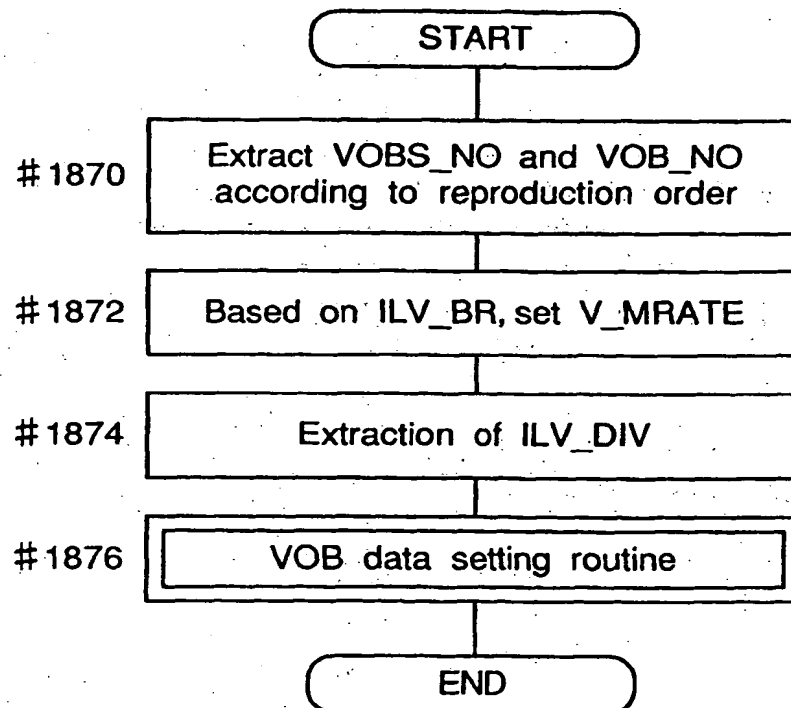 START
#1870
Extract VOBS_NO and VOB_NO
according to reproduction order
#1872
Based on ILV_BR, set V_MRATE
#1874
Extraction of ILV_DIV
#1876
VOB data setting routine
END